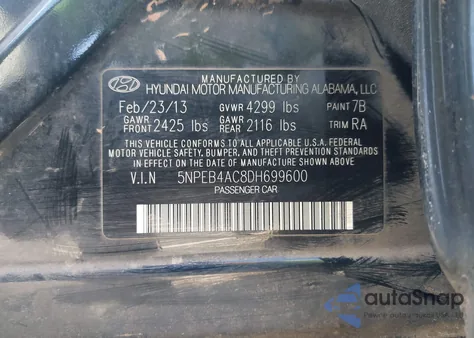 MANUFACTURED BY
HYUNDAI MOTOR MANUFACTURING ALABAMA, LLC
Feb/23/13 GVWR 4299 lbs PAINT 7B
GAWR FRONT 2425 lbs GAWR REAR 2116 lbs TRIM RA
THIS VEHICLE CONFORMS TO ALL APPLICABLE U.S.A FEDERAL
MOTOR VEHICLE SAFETY, BUMPER, AND THEFT PREVENTION STANDARDS
IN EFFECT ON THE DATE OF MANUFACTURE SHOWN ABOVE.
V.I.N 5NPEB4AC8DH699600
PASSENGER CAR
autoSnap